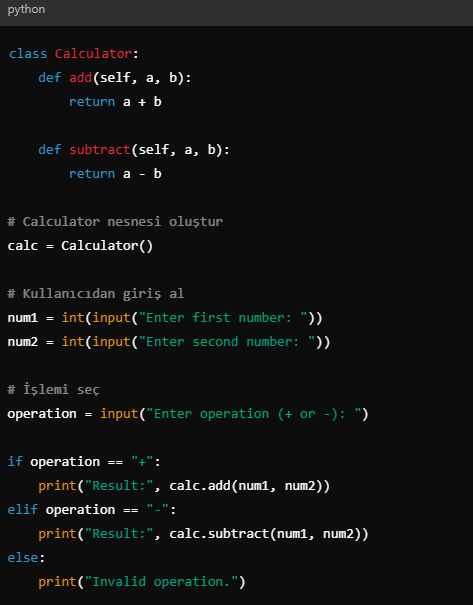 python
class Calculator:
    def add(self, a, b):
        return a + b
    def subtract(self, a, b):
        return a - b
# Calculator nesnesi oluştur
calc = Calculator()
# Kullanıcıdan giriş al
num1 = int(input("Enter first number: "))
num2 = int(input("Enter second number: "))
# İşlemi seç
operation = input("Enter operation (+ or -): ")
if operation == "+":
    print("Result:", calc.add(num1, num2))
elif operation == "-":
    print("Result:", calc.subtract(num1, num2))
else:
    print("Invalid operation.")